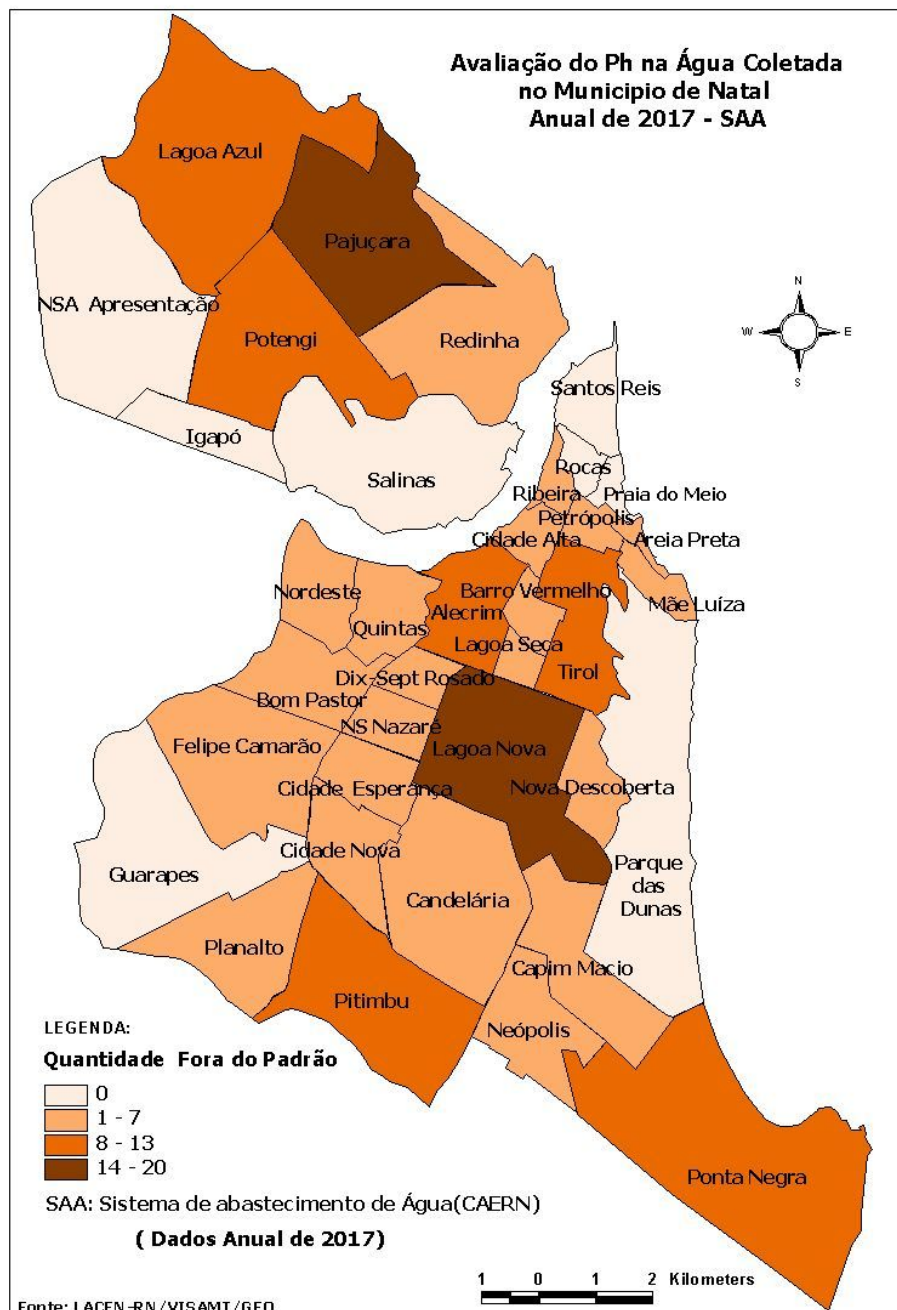 Avaliação do Ph na Água Coletada
no Municipio de Natal
Anual de 2017 - SAA
Lagoa Azul
Pajuçara
NSA Apresentação
Potengi
Redinha
N
W
E
S
Santos Reis
Igapó
Salinas
Rocas
Ribeira
Praia do Meio
Petrópolis
Cidade Alta
Areia Preta
Nordeste
Barro Vermelho
Mãe Luíza
Alecrim
Quintas
Lagoa Seca
Tirol
Dix-Sept Rosado
Bom Pastor
NS Nazaré
Felipe Camarão
Lagoa Nova
Cidade Esperança
Nova Descoberta
Cidade Nova
Guarapes
Parque
das
Dunas
Candelária
Planalto
Capim Macio
Pitimbu
Neópolis
Ponta Negra
LEGENDA:
Quantidade Fora do Padrão
0
1 - 7
8 - 13
14 - 20
SAA: Sistema de abastecimento de Água(CAERN)
( Dados Anual de 2017)
1 0 1 2 Kilometers
Fonte: LACEN-RN/VISAMT/GEO